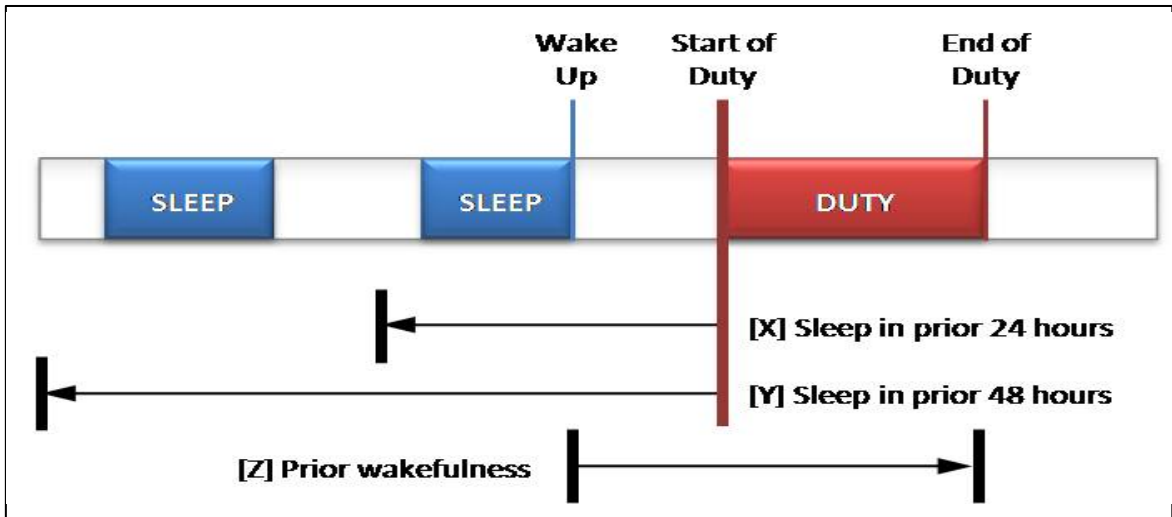 Wake
Up
Start of
Duty
End of
Duty
SLEEP
SLEEP
DUTY
[X] Sleep in prior 24 hours
[Y] Sleep in prior 48 hours
[Z] Prior wakefulness